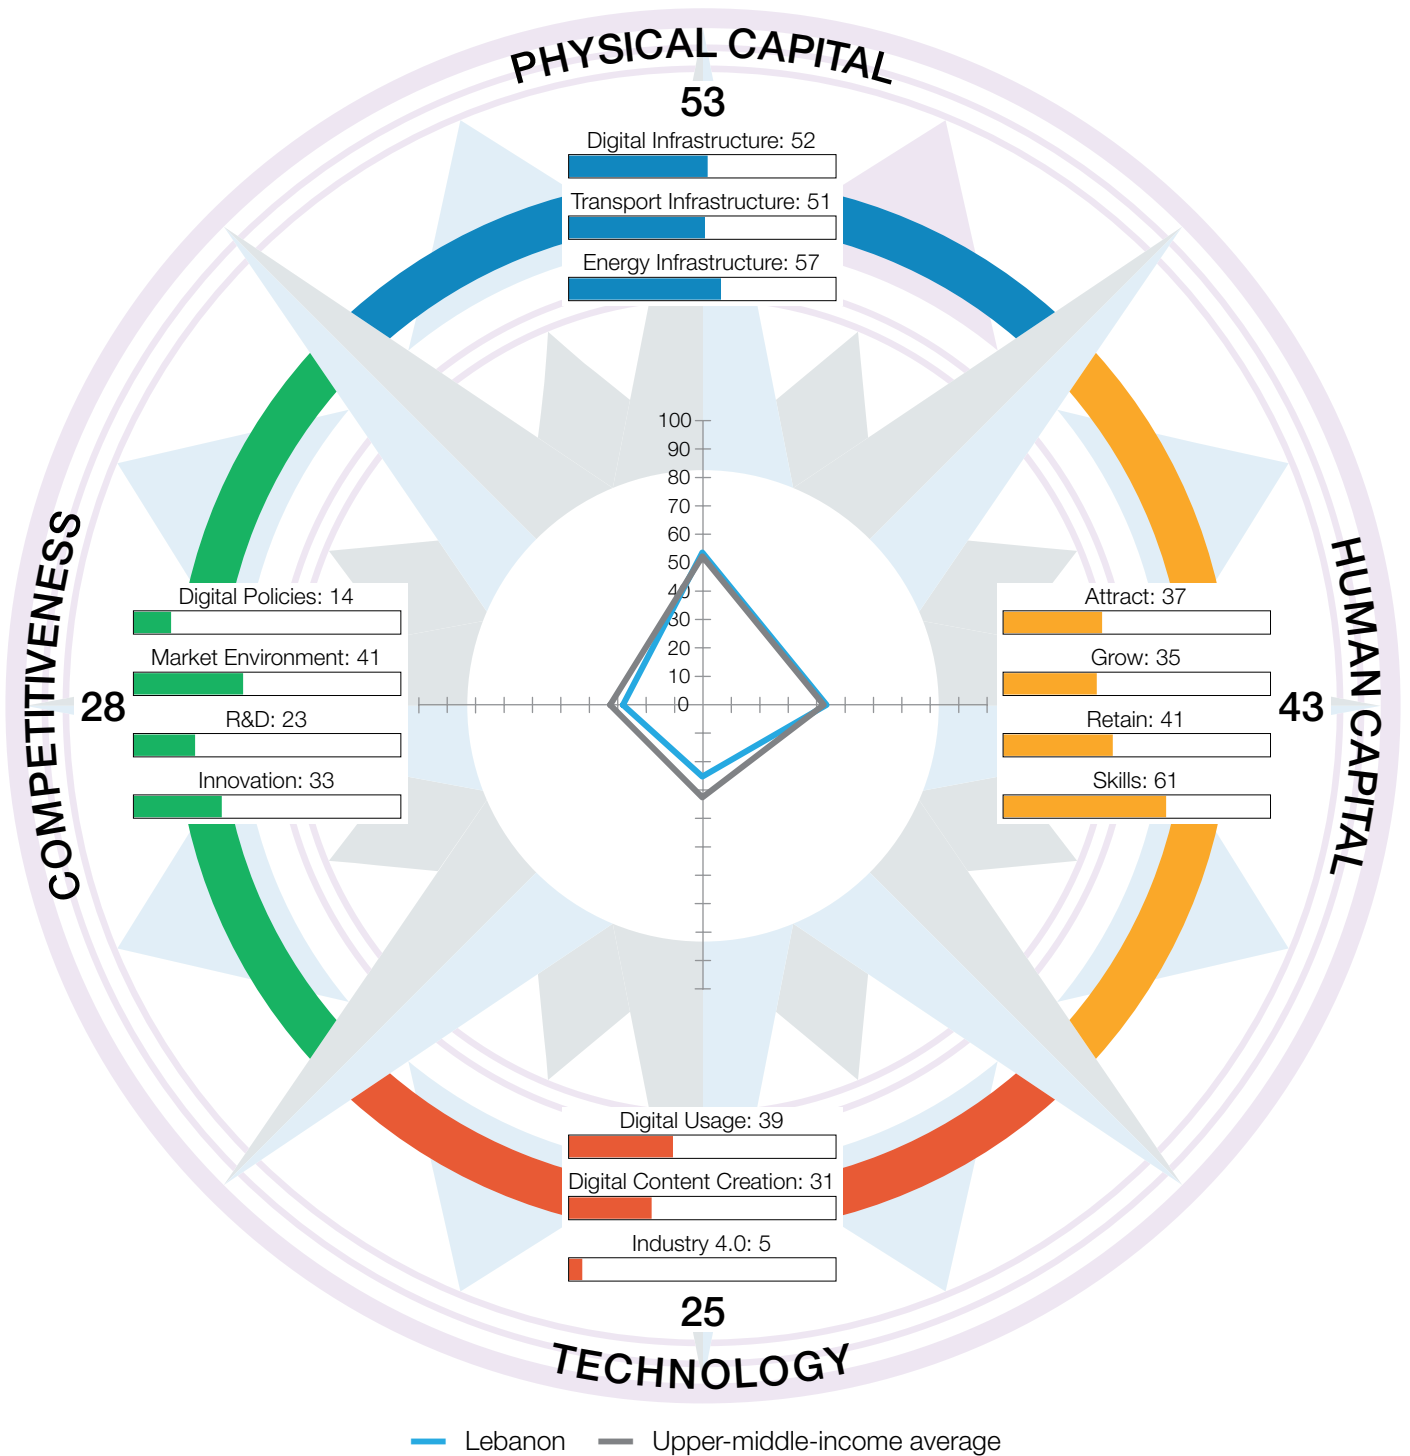 PHYSICAL CAPITAL
53
Digital Infrastructure: 52
Transport Infrastructure: 51
Energy Infrastructure: 57
100
90
80
70
60
50
40
30
20
10
0
COMPETITIVENESS
28
Digital Policies: 14
Market Environment: 41
R&D: 23
Innovation: 33
HUMAN CAPITAL
43
Attract: 37
Grow: 35
Retain: 41
Skills: 61
Digital Usage: 39
Digital Content Creation: 31
Industry 4.0: 5
25
TECHNOLOGY
Lebanon
Upper-middle-income average